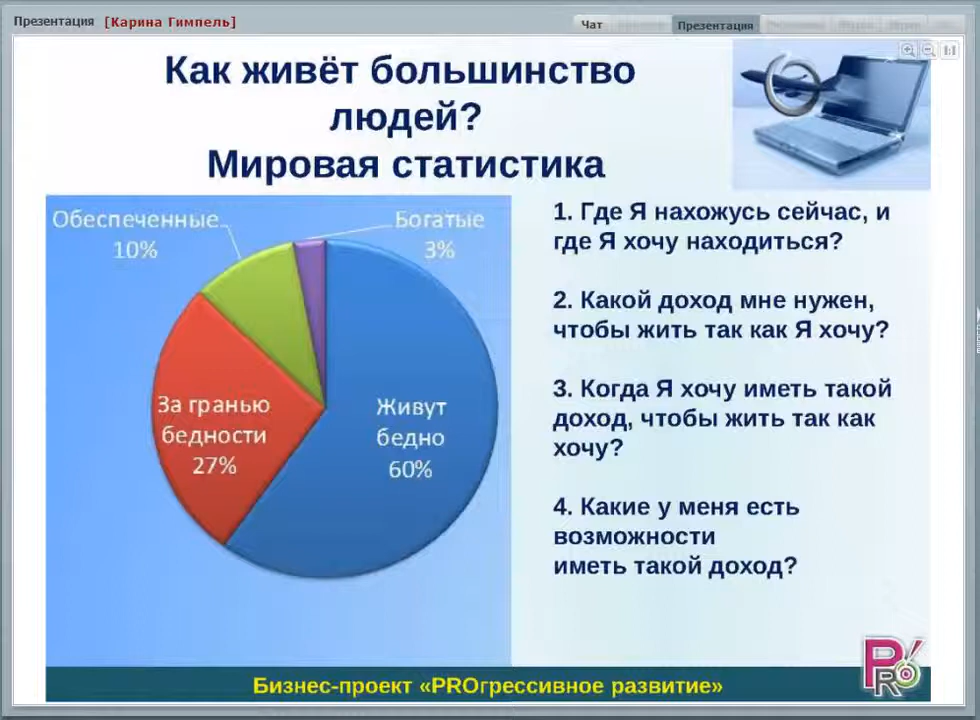 Презентация [Карина Гимпель]
Чат
Презентация
1:1
Как живёт большинство
людей?
Мировая статистика
Обеспеченные
10%
Богатые
3%
За гранью
бедности
27%
Живут
бедно
60%
1. Где Я нахожусь сейчас, и
где Я хочу находиться?
2. Какой доход мне нужен,
чтобы жить так как Я хочу?
3. Когда Я хочу иметь такой
доход, чтобы жить так как
хочу?
4. Какие у меня есть
возможности
иметь такой доход?
PRO
Бизнес-проект «PROгрессивное развитие»